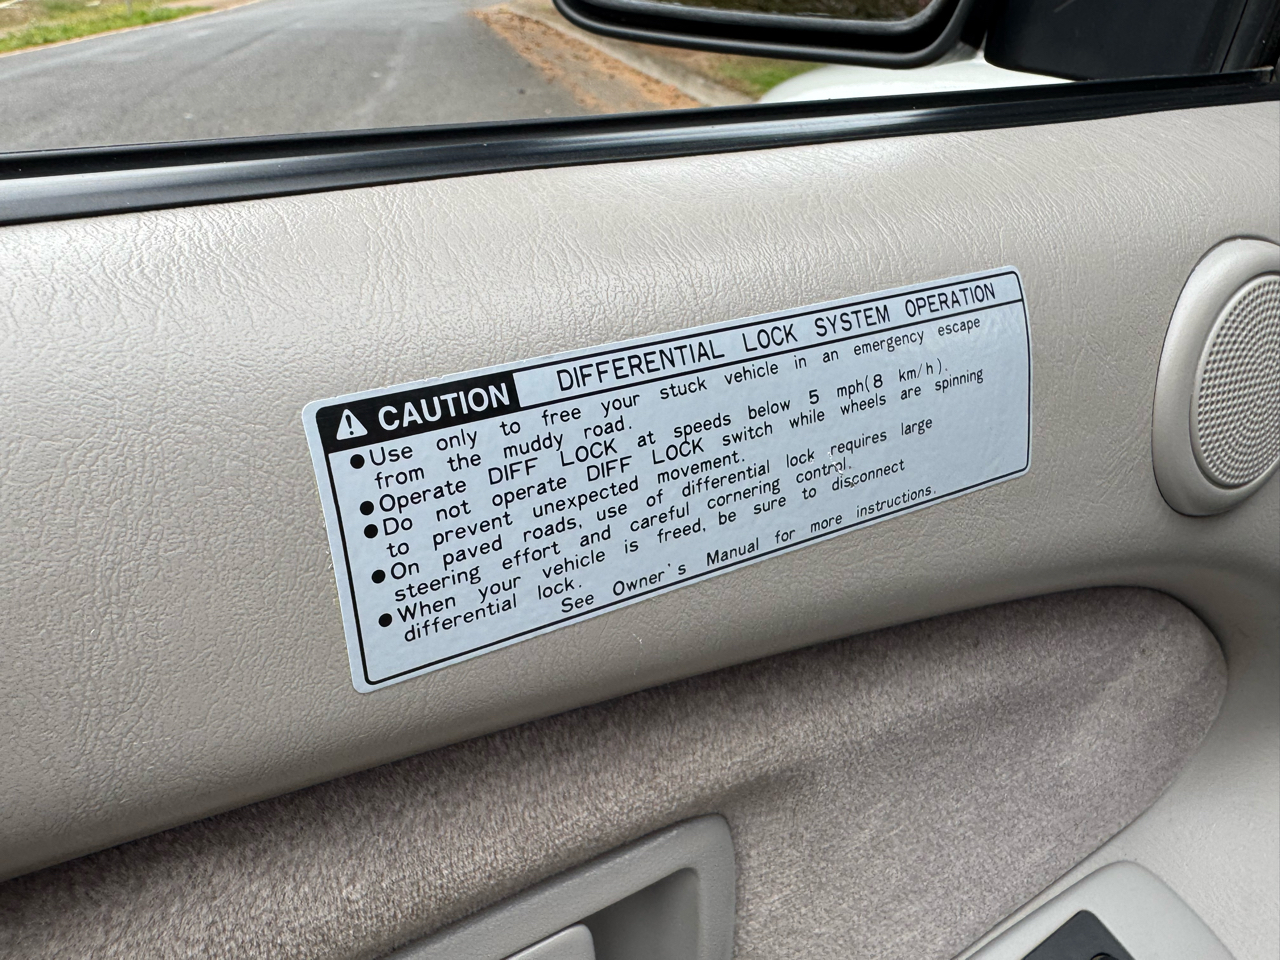 CAUTION DIFFERENTIAL LOCK SYSTEM OPERATION
●Use only to free your stuck vehicle in an emergency escape
from the muddy road.
●Operate DIFF LOCK at speeds below 5 mph(8 km/h).
●Do not operate DIFF LOCK switch while wheels are spinning
to prevent unexpected movement.
●On paved roads, use of differential lock requires large
steering effort and careful cornering control.
●When your vehicle is freed, be sure to disconnect
differential lock.
See Owner's Manual for more instructions.